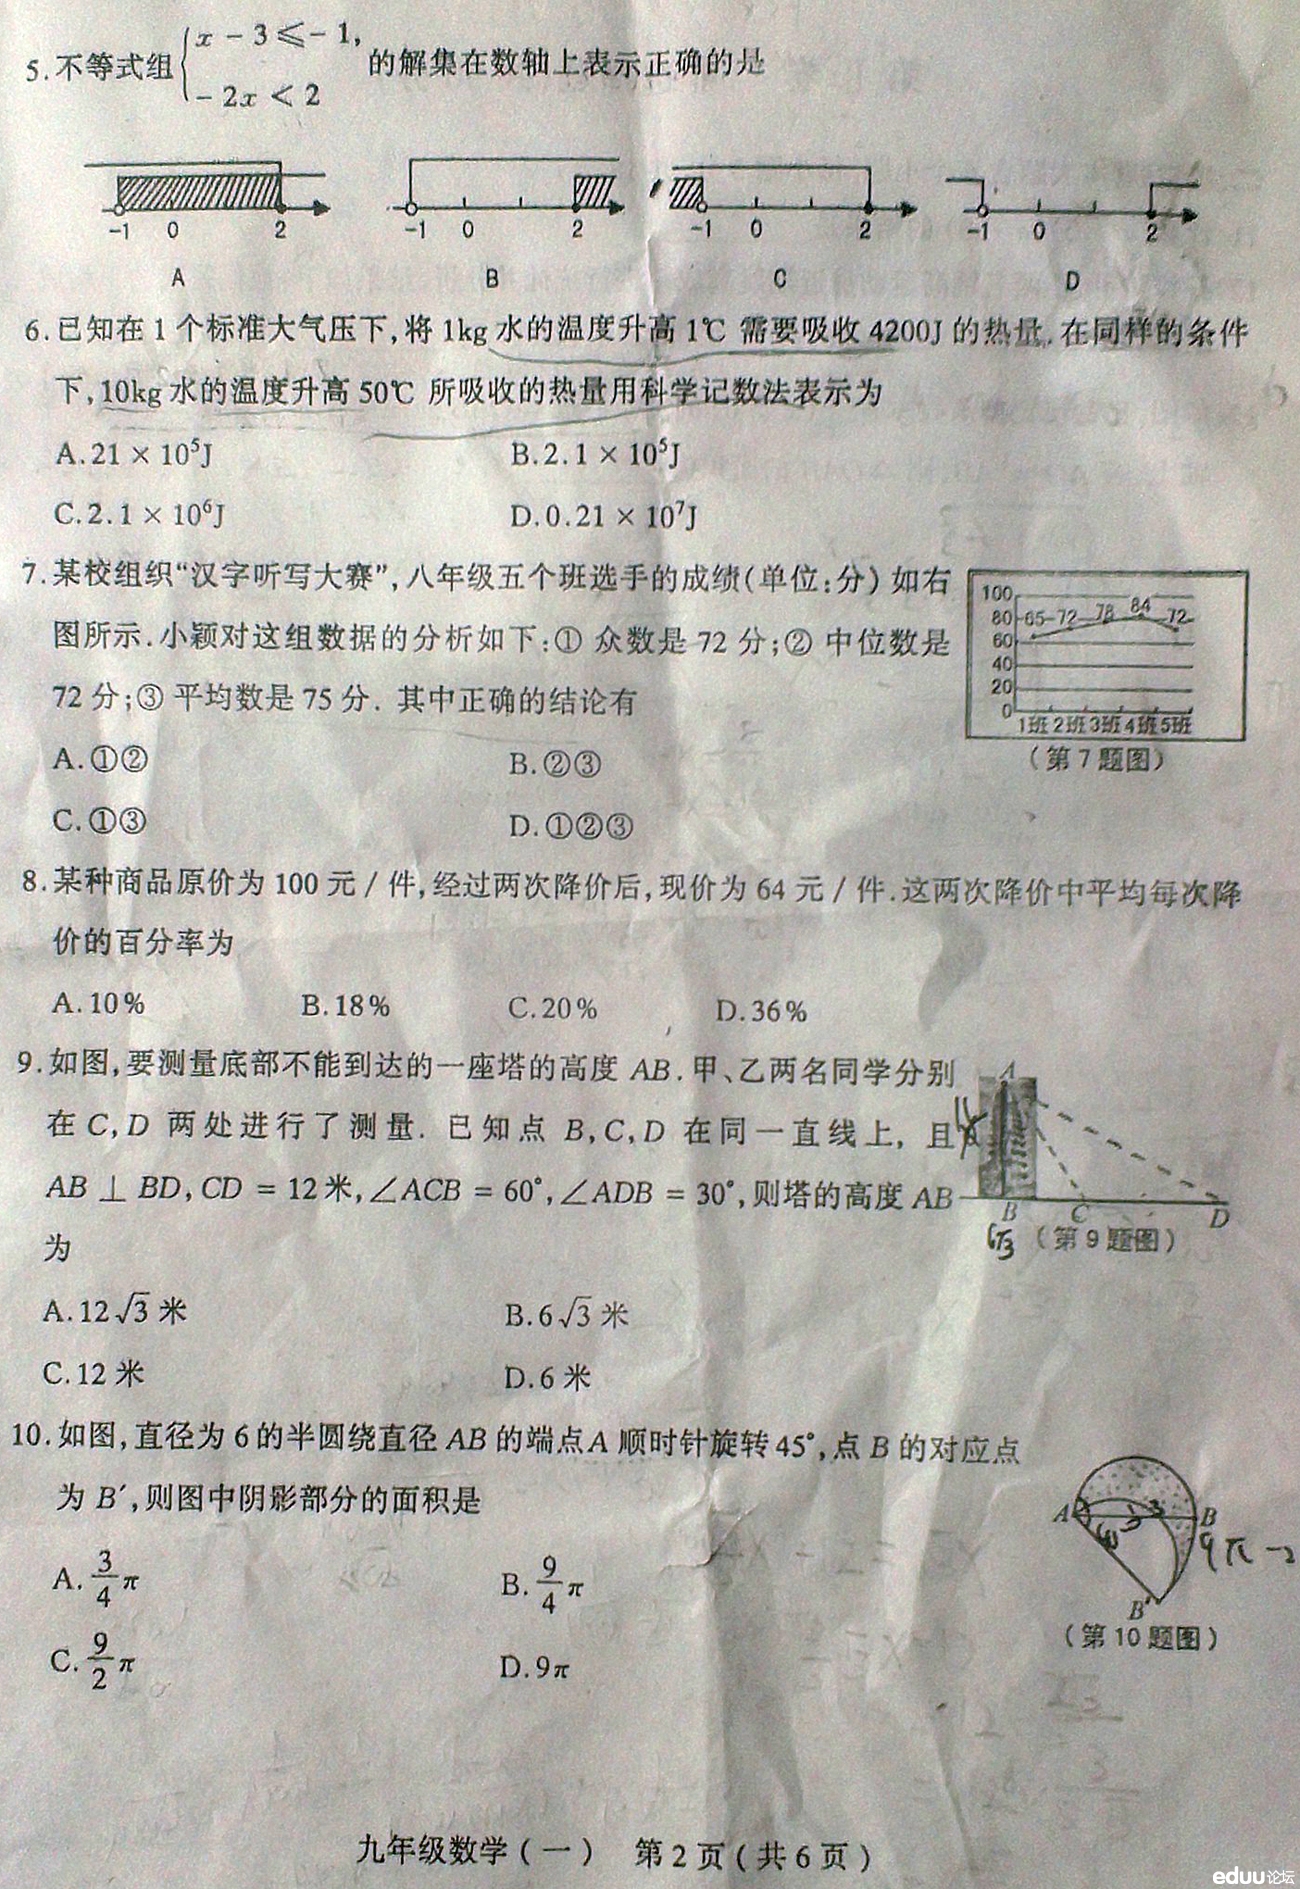 5.不等式组{x-3≤-1,
-2x<2
的解集在数轴上表示正确的是
-1 0 2 -1 0 2 -1 0 2 -1 0 2
A B C D
6.已知在1个标准大气压下,将1kg水的温度升高1℃需要吸收4200J的热量.在同样的条件
下,10kg水的温度升高50℃所吸收的热量用科学记数法表示为
A.21×10⁵J B.2.1×10⁵J
C.2.1×10⁶J D.0.21×10⁷J
7.某校组织“汉字听写大赛”,八年级五个班选手的成绩(单位:分)如右
图所示.小颖对这组数据的分析如下:①众数是72分;②中位数是
72分;③平均数是75分.其中正确的结论有
A.①② B.②③
C.①③ D.①②③
100
80 65 72 78 84 72
60
40
20
0
1班 2班 3班 4班 5班
(第7题图)
8.某种商品原价为100元/件,经过两次降价后,现价为64元/件.这两次降价中平均每次降
价的百分率为
A.10% B.18% C.20% D.36%
9.如图,要测量底部不能到达的一座塔的高度AB.甲、乙两名同学分别
在C,D两处进行了测量.已知点B,C,D在同一直线上,且
AB⊥BD,CD=12米,∠ACB=60°,∠ADB=30°,则塔的高度AB
为
A
B C D
6√3
(第9题图)
A.12√3米 B.6√3米
C.12米 D.6米
10.如图,直径为6的半圆绕直径AB的端点A顺时针旋转45°,点B的对应点
为B′,则图中阴影部分的面积是
A.3/4π B.9/4π
C.9/2π D.9π
A B
B′
(第10题图)
九年级数学(一) 第2页(共6页)
eduu论坛